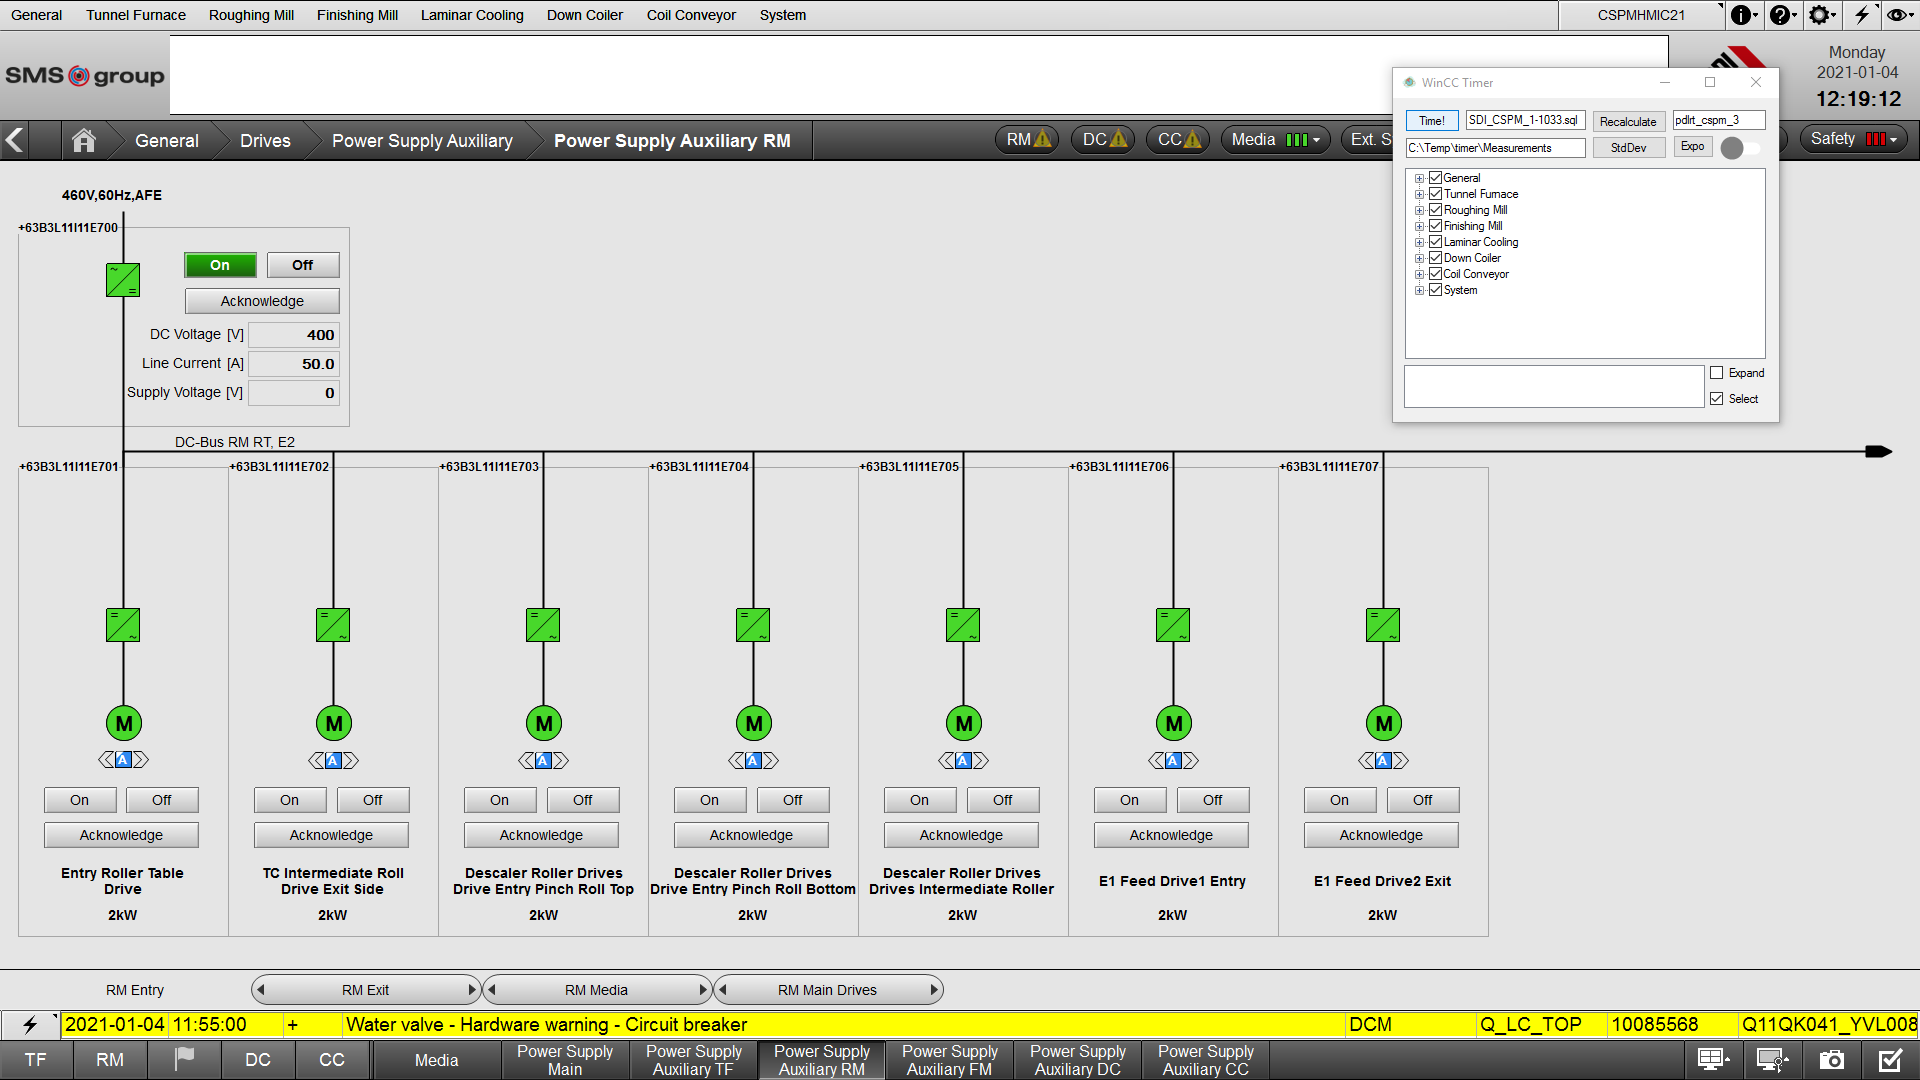 General Tunnel Furnace Roughing Mill Finishing Mill Laminar Cooling Down Coiler Coil Conveyor System CSPMHMIC21
SMS group
Monday
2021-01-04
12:19:12
WinCC Timer
Time! SDI_CSPM_1-1033.sql Recalculate pdlrt_cspm_3
C:\Temp\timer\Measurements StdDev Expo
General
Tunnel Furnace
Roughing Mill
Finishing Mill
Laminar Cooling
Down Coiler
Coil Conveyor
System
Expand
Select
General Drives Power Supply Auxiliary Power Supply Auxiliary RM RM DC CC Media Ext. S Safety
460V,60Hz,AFE
+63B3L11I11E700
~
=
On Off
Acknowledge
DC Voltage [V] 400
Line Current [A] 50.0
Supply Voltage [V] 0
DC-Bus RM RT, E2
+63B3L11I11E701 +63B3L11I11E702 +63B3L11I11E703 +63B3L11I11E704 +63B3L11I11E705 +63B3L11I11E706 +63B3L11I11E707
= = = = = = =
~ ~ ~ ~ ~ ~ ~
M M M M M M M
A A A A A A A
On Off On Off On Off On Off On Off On Off On Off
Acknowledge Acknowledge Acknowledge Acknowledge Acknowledge Acknowledge Acknowledge
Entry Roller Table
Drive
2kW
TC Intermediate Roll
Drive Exit Side
2kW
Descaler Roller Drives
Drive Entry Pinch Roll Top
2kW
Descaler Roller Drives
Drive Entry Pinch Roll Bottom
2kW
Descaler Roller Drives
Drives Intermediate Roller
2kW
E1 Feed Drive1 Entry
2kW
E1 Feed Drive2 Exit
2kW
RM Entry RM Exit RM Media RM Main Drives
2021-01-04 11:55:00 + Water valve - Hardware warning - Circuit breaker DCM Q_LC_TOP 10085568 Q11QK041_YVL008
TF RM DC CC Media
Power Supply
Main
Power Supply
Auxiliary TF
Power Supply
Auxiliary RM
Power Supply
Auxiliary FM
Power Supply
Auxiliary DC
Power Supply
Auxiliary CC